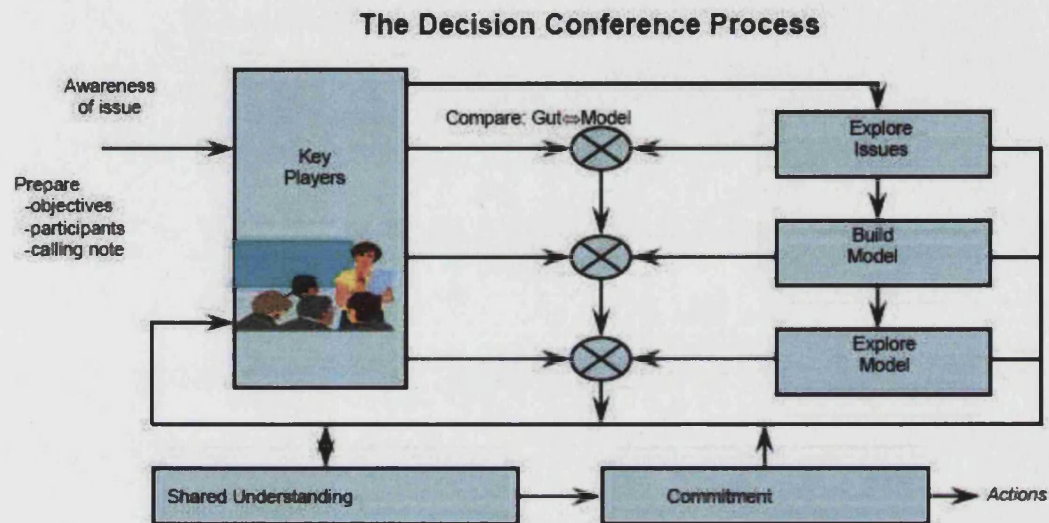 The Decision Conference Process
Awareness
of issue
Prepare
-objectives
-participants
-calling note
Key
Players
Compare: Gut⇔Model
Explore
Issues
Build
Model
Explore
Model
Shared Understanding
Commitment
Actions